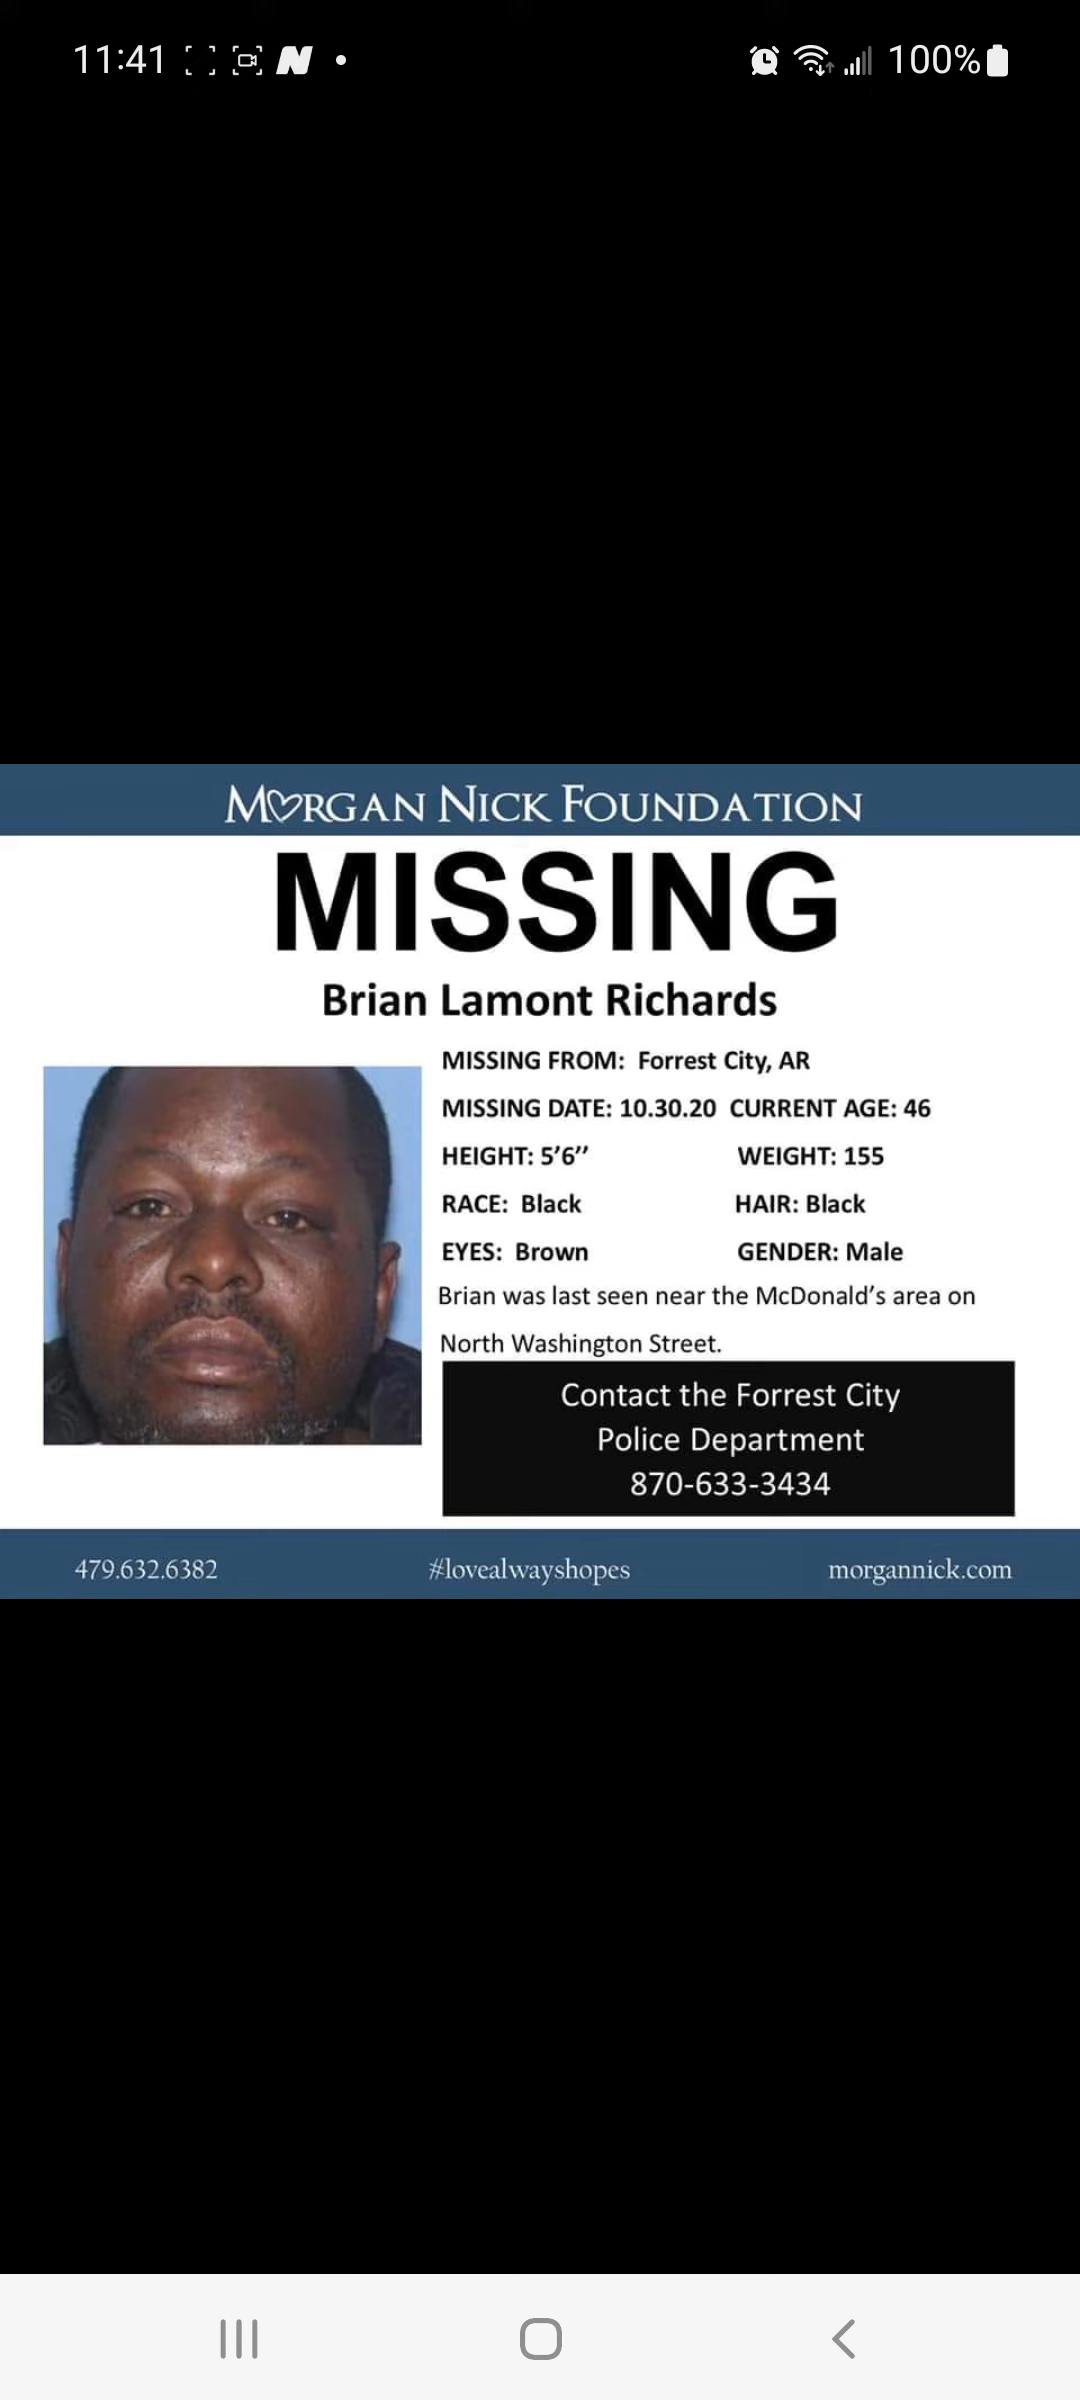 11:41 N 100%
MORGAN NICK FOUNDATION
MISSING
Brian Lamont Richards
MISSING FROM: Forrest City, AR
MISSING DATE: 10.30.20 CURRENT AGE: 46
HEIGHT: 5’6’’ WEIGHT: 155
RACE: Black HAIR: Black
EYES: Brown GENDER: Male
Brian was last seen near the McDonald’s area on
North Washington Street.
Contact the Forrest City
Police Department
870-633-3434
479.632.6382 #lovealwayshopes morgannick.com